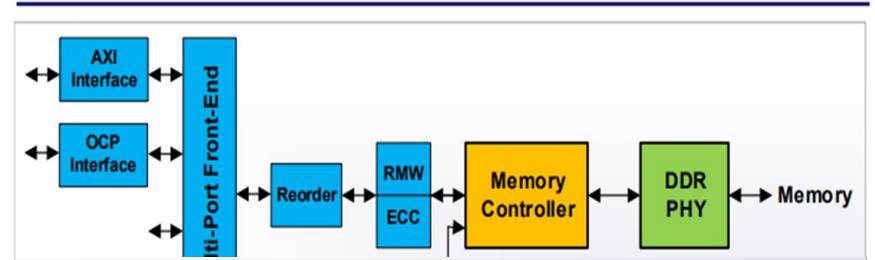 AXI
Interface
OCP
Interface
lti-Port Front-End
Reorder
RMW
ECC
Memory
Controller
DDR
PHY
Memory